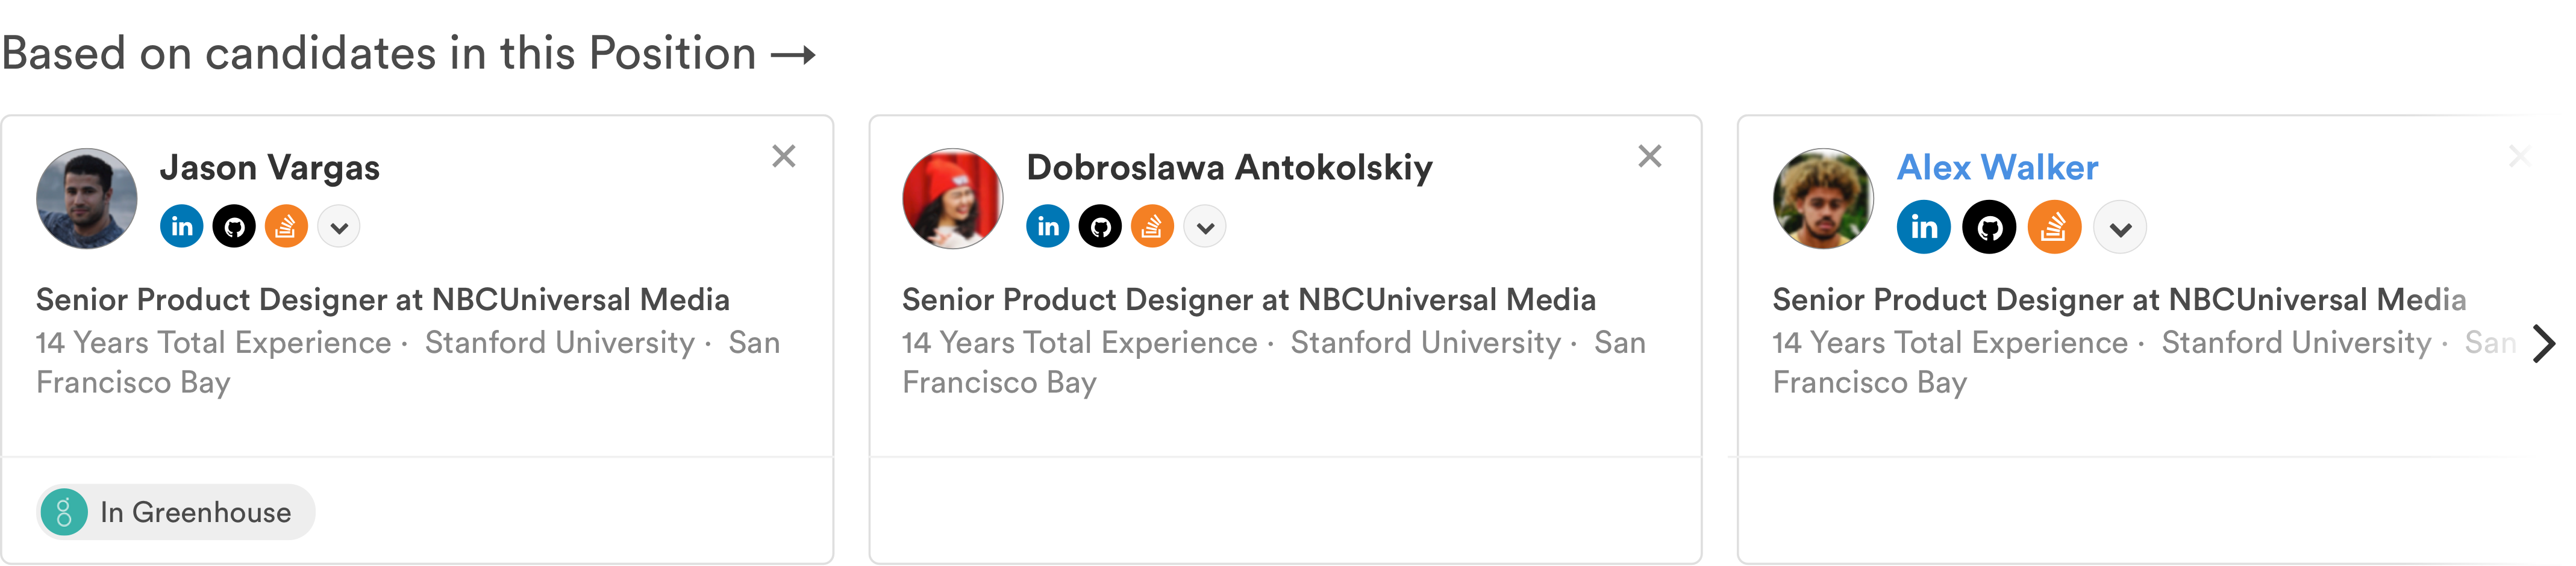 Based on candidates in this Position →
Jason Vargas
in
Senior Product Designer at NBCUniversal Media
14 Years Total Experience · Stanford University · San
Francisco Bay
g In Greenhouse
Dobroslawa Antokolskiy
in
Senior Product Designer at NBCUniversal Media
14 Years Total Experience · Stanford University · San
Francisco Bay
Alex Walker
in
Senior Product Designer at NBCUniversal Media
14 Years Total Experience · Stanford University · San
Francisco Bay